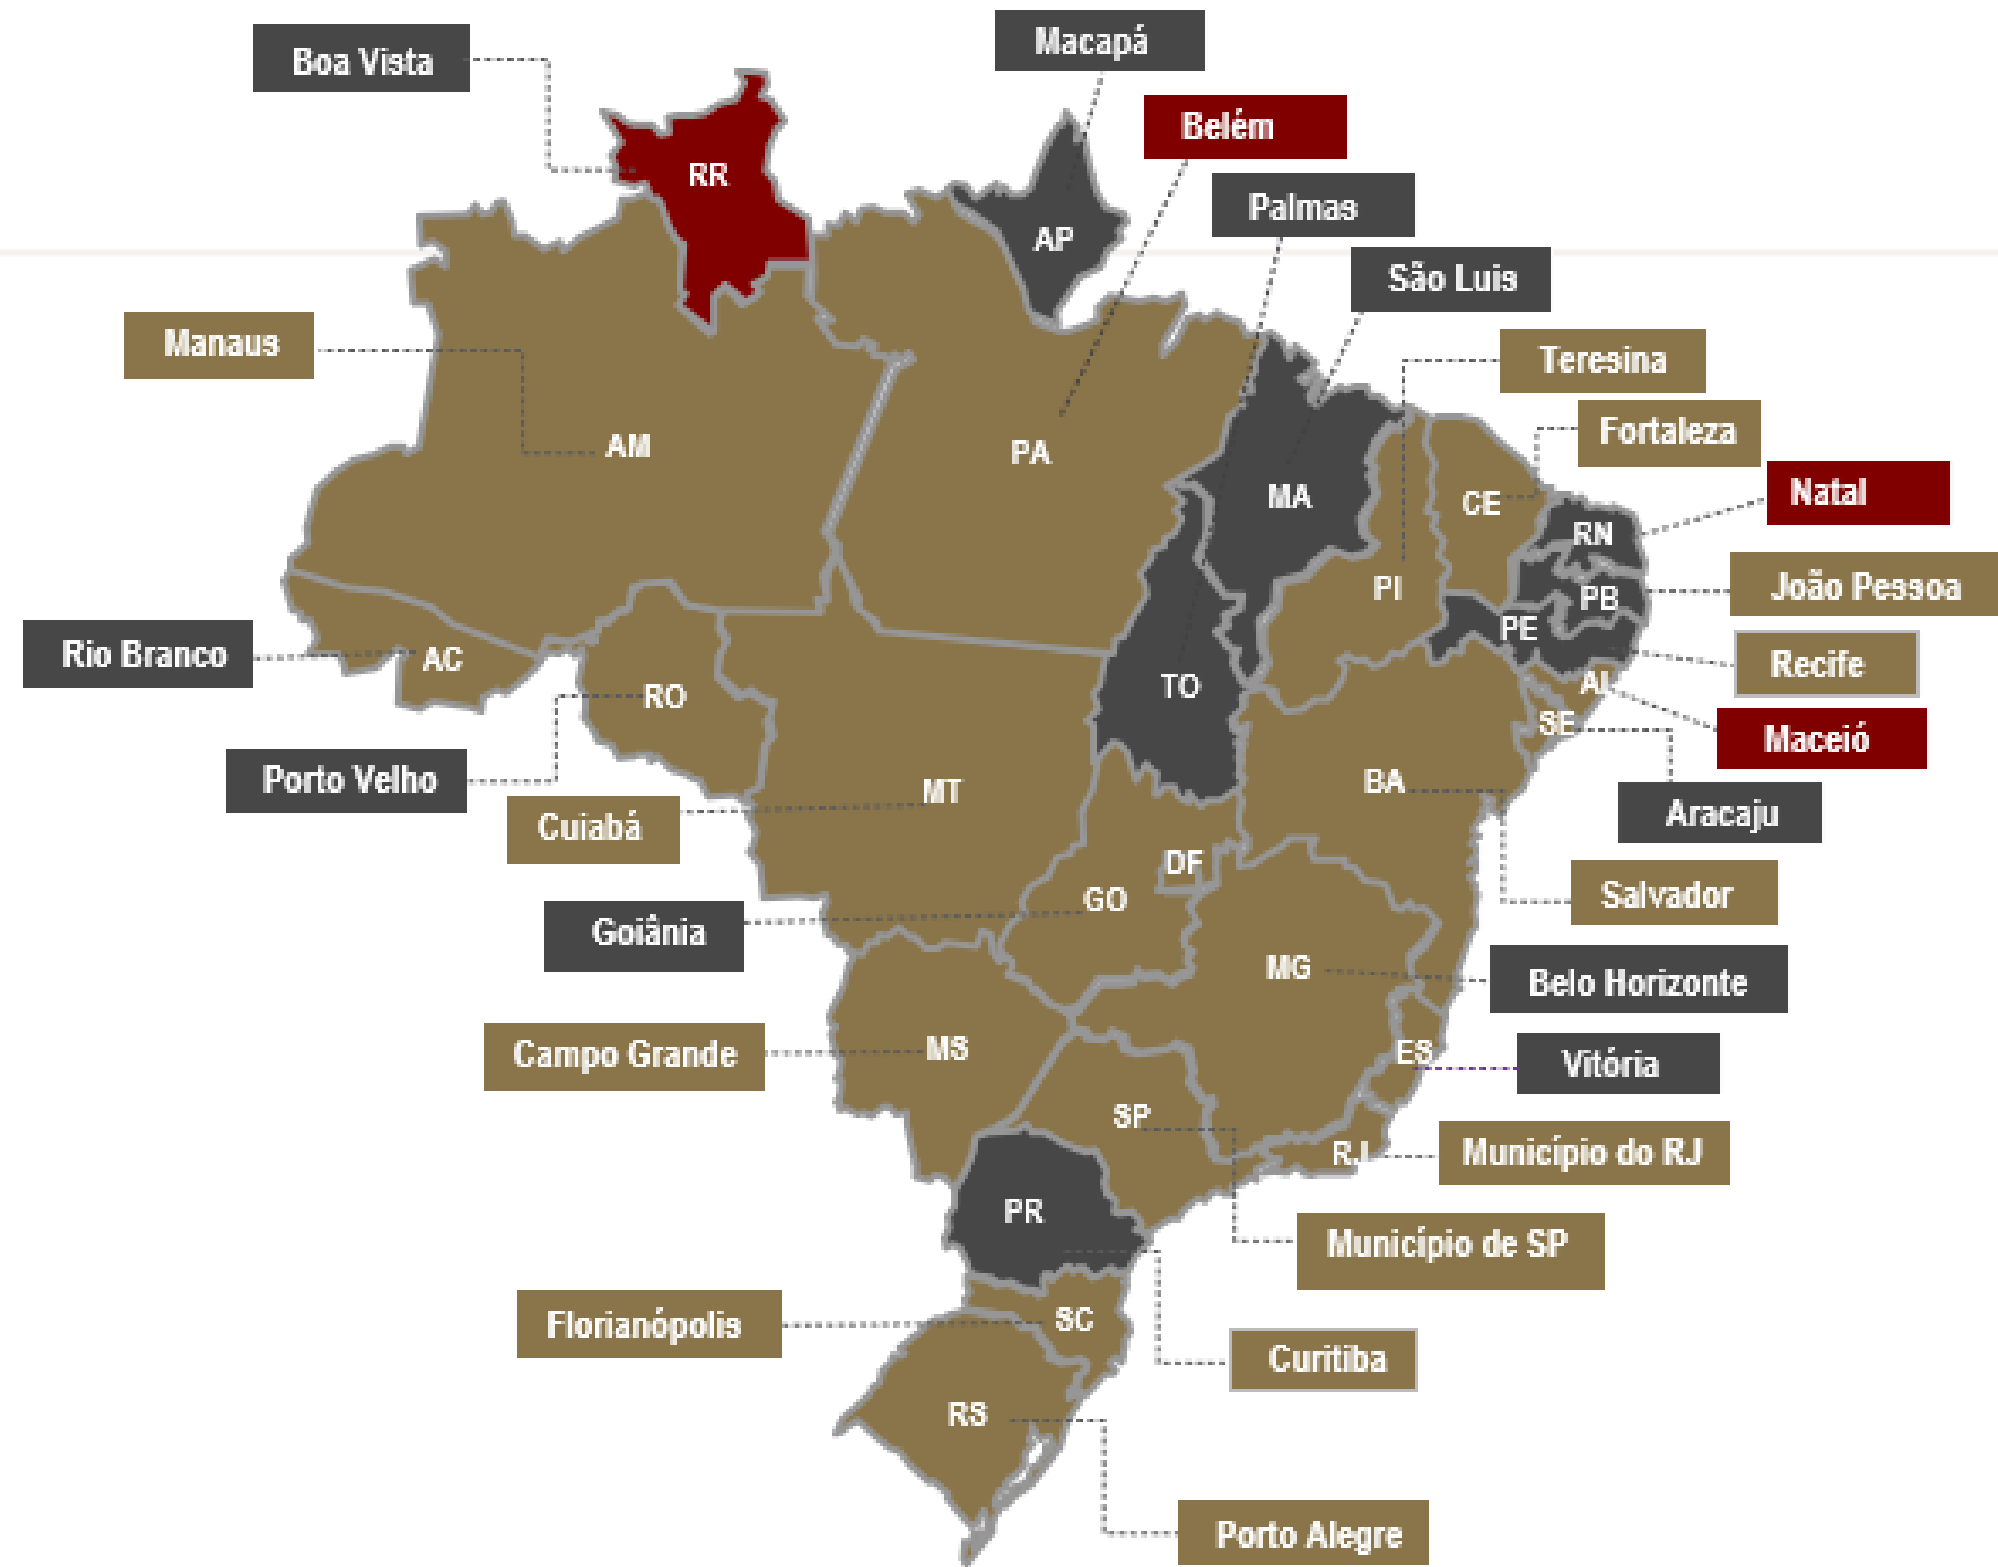 Macapá
Boa Vista
Belém
RR
Palmas
AP
São Luis
Manaus
Teresina
Fortaleza
AM
PA
Natal
MA
CE
RN
PI
João Pessoa
PB
PE
Rio Branco
AC
Recife
TO
AL
RO
SE
Maceió
Porto Velho
BA
MT
Cuiabá
Aracaju
DF
Salvador
GO
Goiânia
MG
Belo Horizonte
Campo Grande
MS
ES
Vitória
SP
RJ
Município do RJ
PR
Município de SP
SC
Florianópolis
Curitiba
RS
Porto Alegre